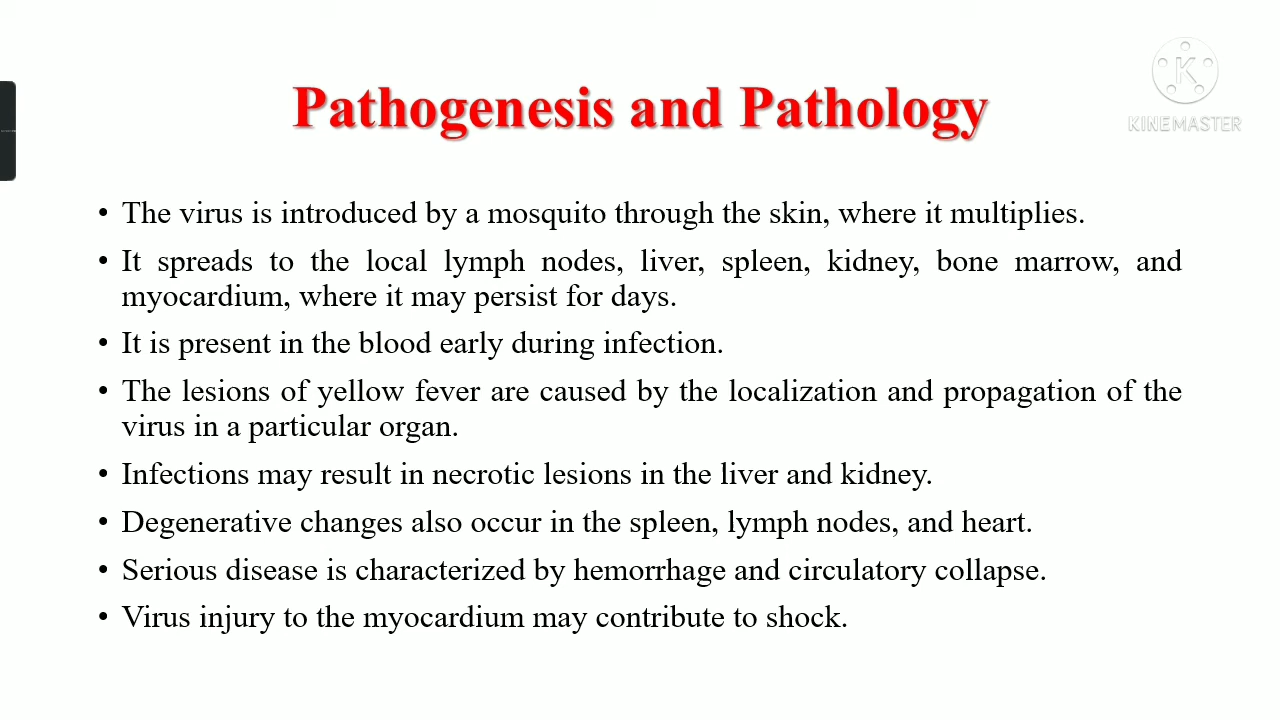 Pathogenesis and Pathology
K
KINEMASTER
• The virus is introduced by a mosquito through the skin, where it multiplies.
• It spreads to the local lymph nodes, liver, spleen, kidney, bone marrow, and
myocardium, where it may persist for days.
• It is present in the blood early during infection.
• The lesions of yellow fever are caused by the localization and propagation of the
virus in a particular organ.
• Infections may result in necrotic lesions in the liver and kidney.
• Degenerative changes also occur in the spleen, lymph nodes, and heart.
• Serious disease is characterized by hemorrhage and circulatory collapse.
• Virus injury to the myocardium may contribute to shock.